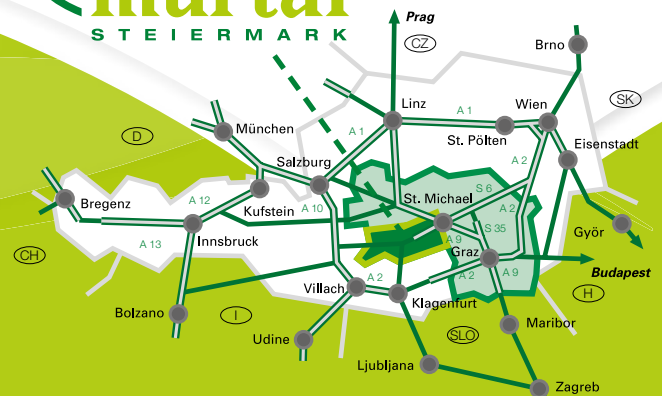 murtal
STEIERMARK
Prag
CZ
Brno
Linz
A 1
Wien
SK
D
München
A 1
St. Pölten
Eisenstadt
Salzburg
A 2
Bregenz
A 12
Kufstein
A 10
St. Michael
S 6
A 2
Györ
CH
A 13
Innsbruck
A 9
S 35
Graz
Budapest
Villach
A 2
A 2
A 9
H
Bolzano
I
Klagenfurt
Udine
SLO
Maribor
Ljubljana
Zagreb